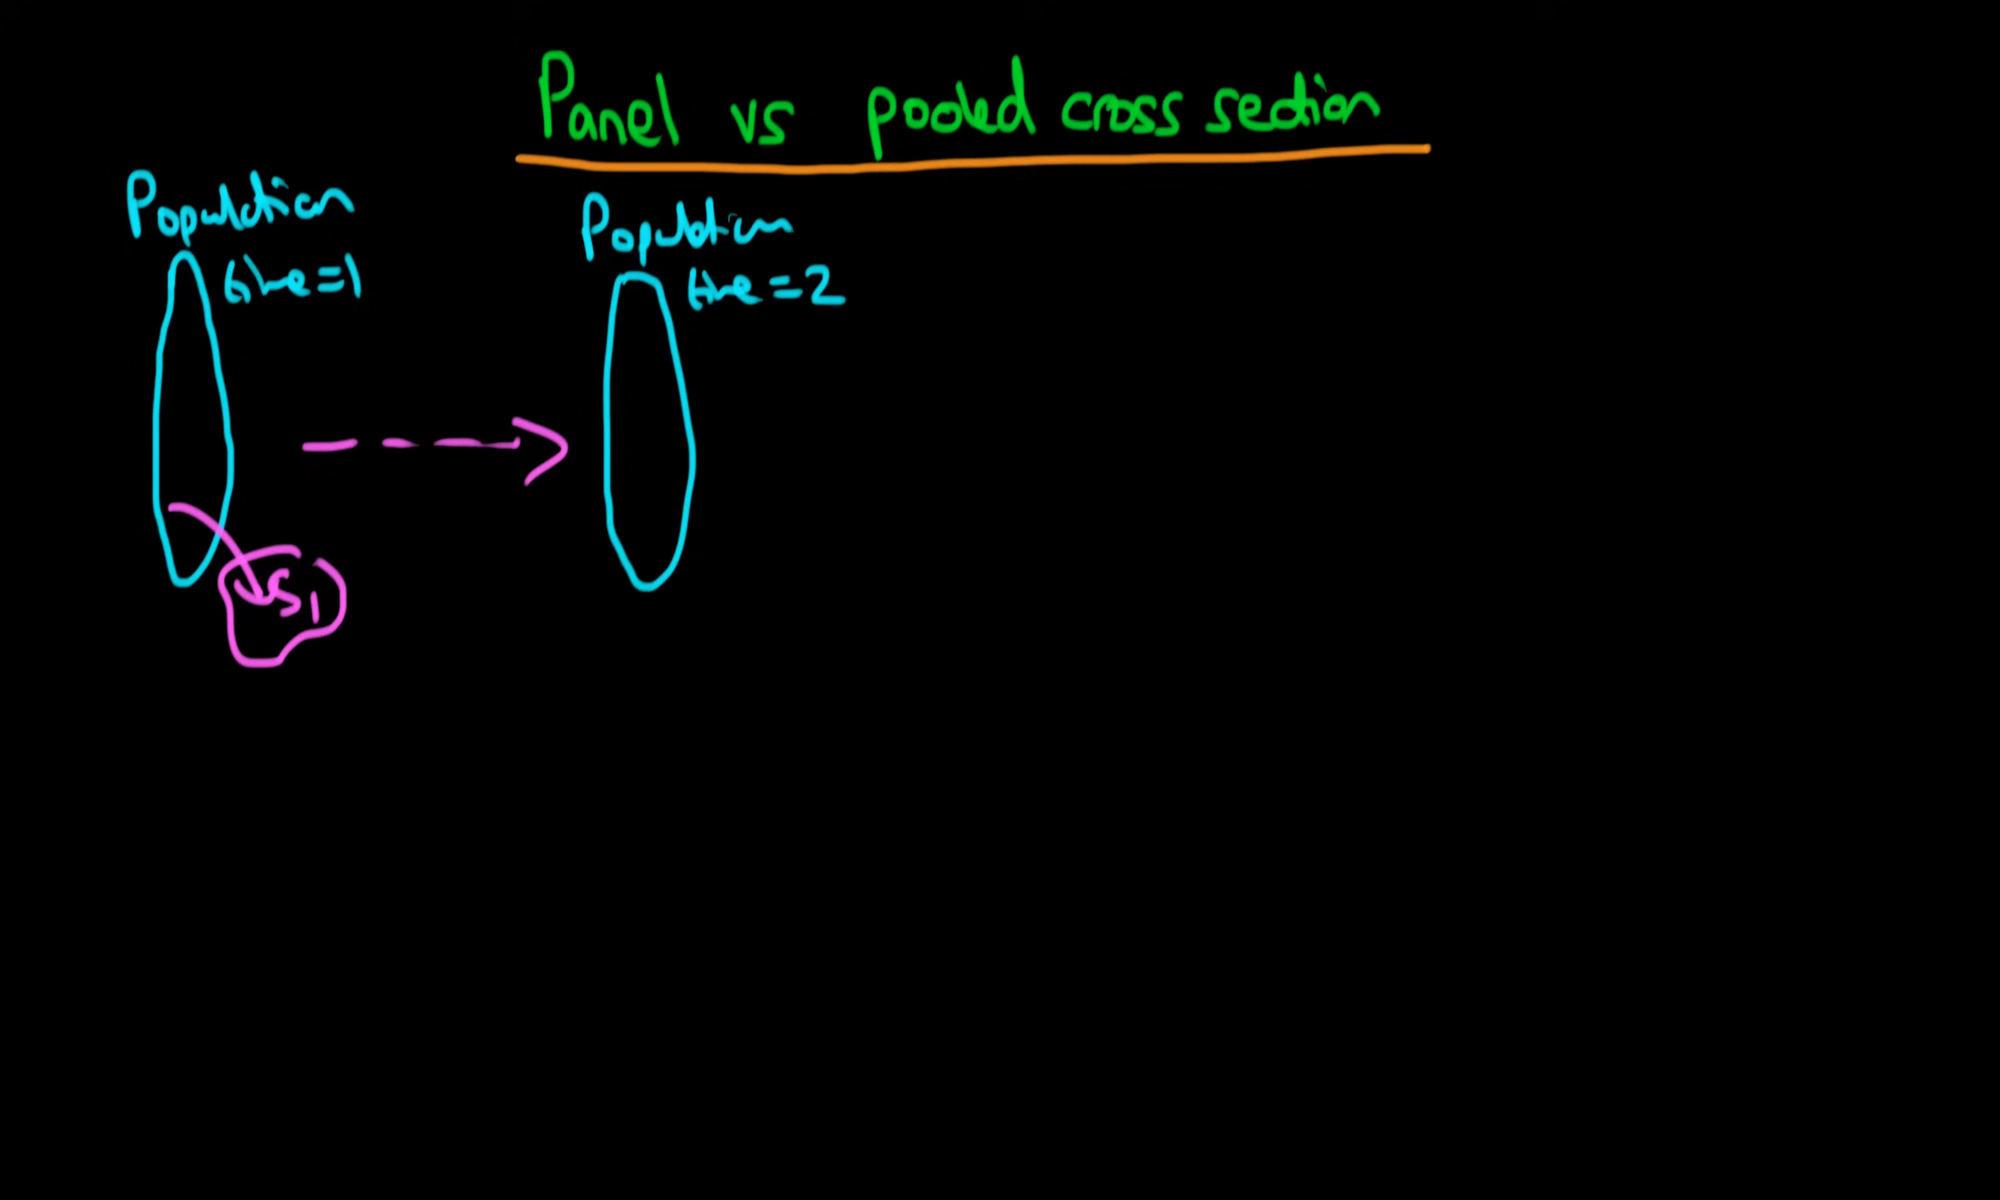 Panel vs pooled cross section
Population
time=1
Population
time=2
S1